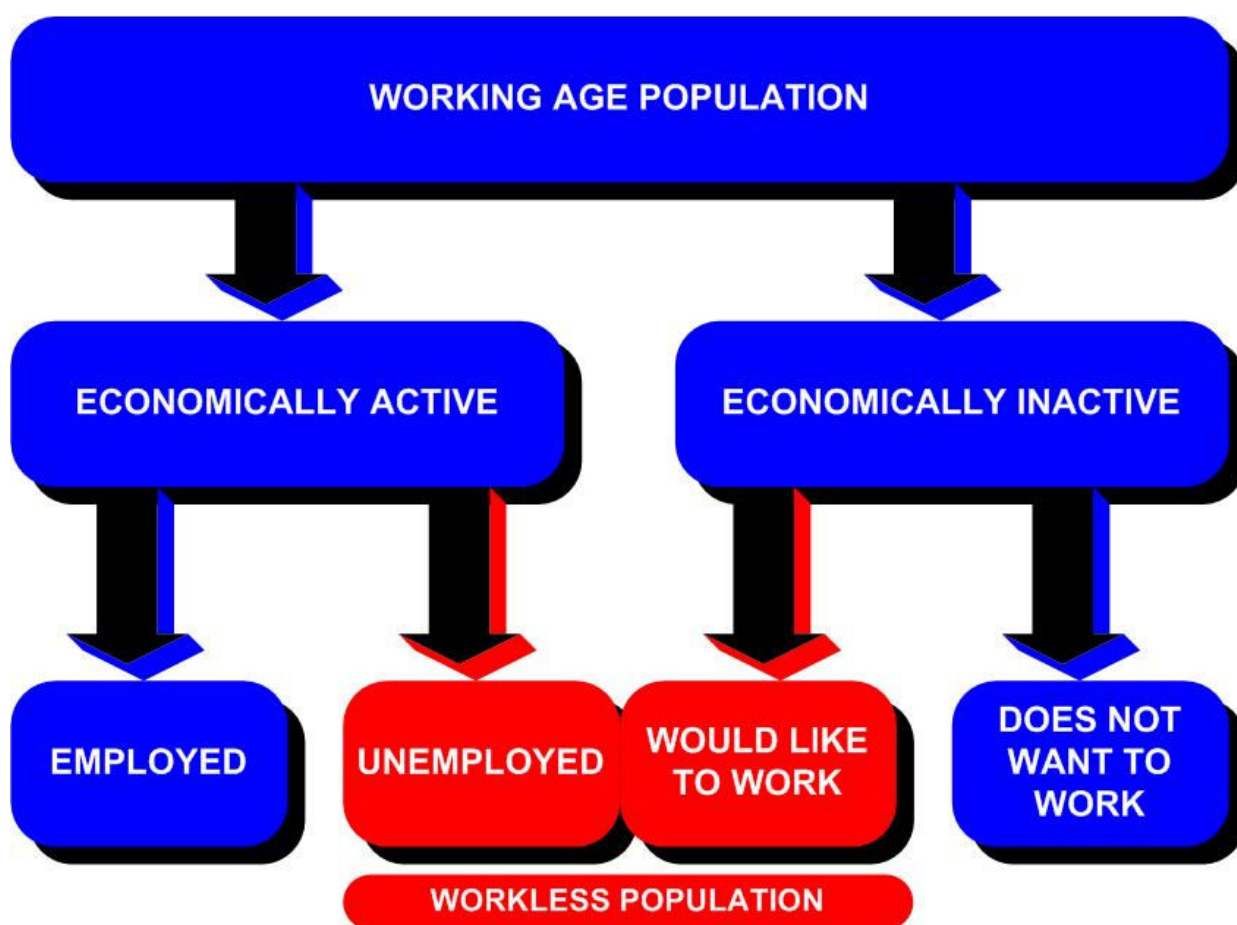 WORKING AGE POPULATION
ECONOMICALLY ACTIVE
ECONOMICALLY INACTIVE
EMPLOYED
UNEMPLOYED
WOULD LIKE
TO WORK
DOES NOT
WANT TO
WORK
WORKLESS POPULATION